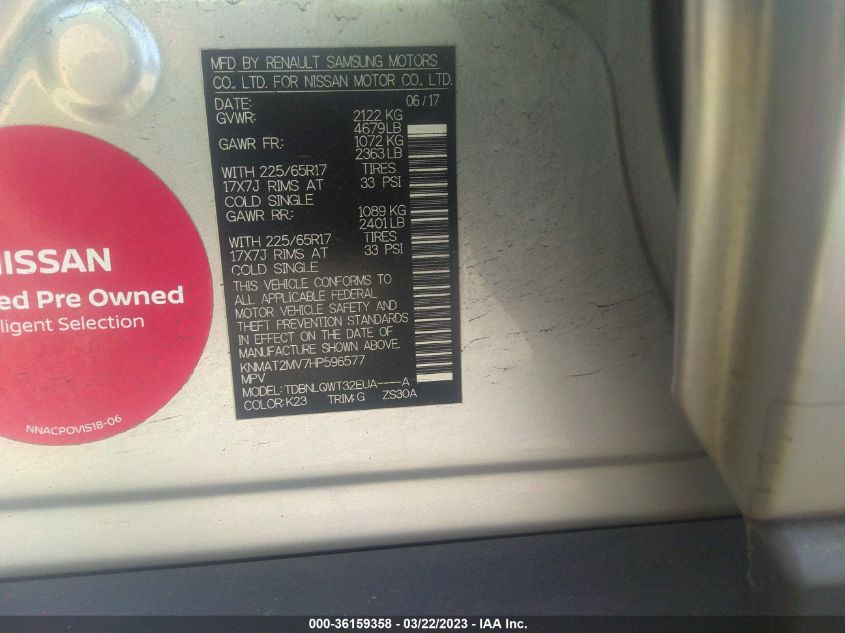 MFD BY RENAULT SAMSUNG MOTORS
CO., LTD. FOR NISSAN MOTOR CO., LTD.
DATE: 06/17
GVWR: 2122 KG
4679LB
GAWR FR: 1072 KG
2363 LB
WITH 225/65R17 TIRES
17X7J RIMS AT 33 PSI
COLD SINGLE
GAWR RR: 1089 KG
2401 LB
WITH 225/65R17 TIRES
17X7J RIMS AT 33 PSI
COLD SINGLE
THIS VEHICLE CONFORMS TO
ALL APPLICABLE FEDERAL
MOTOR VEHICLE SAFETY AND
THEFT PREVENTION STANDARDS
IN EFFECT ON THE DATE OF
MANUFACTURE SHOWN ABOVE.
KNMAT2MV7HP596577
MPV
MODEL: TDBNLQWT32EUA----A
COLOR: K23 TRIM: G ZS30A
NISSAN
ed Pre Owned
lligent Selection
NNACPOVIS18-06
000-36159358 - 03/22/2023 - IAA Inc.